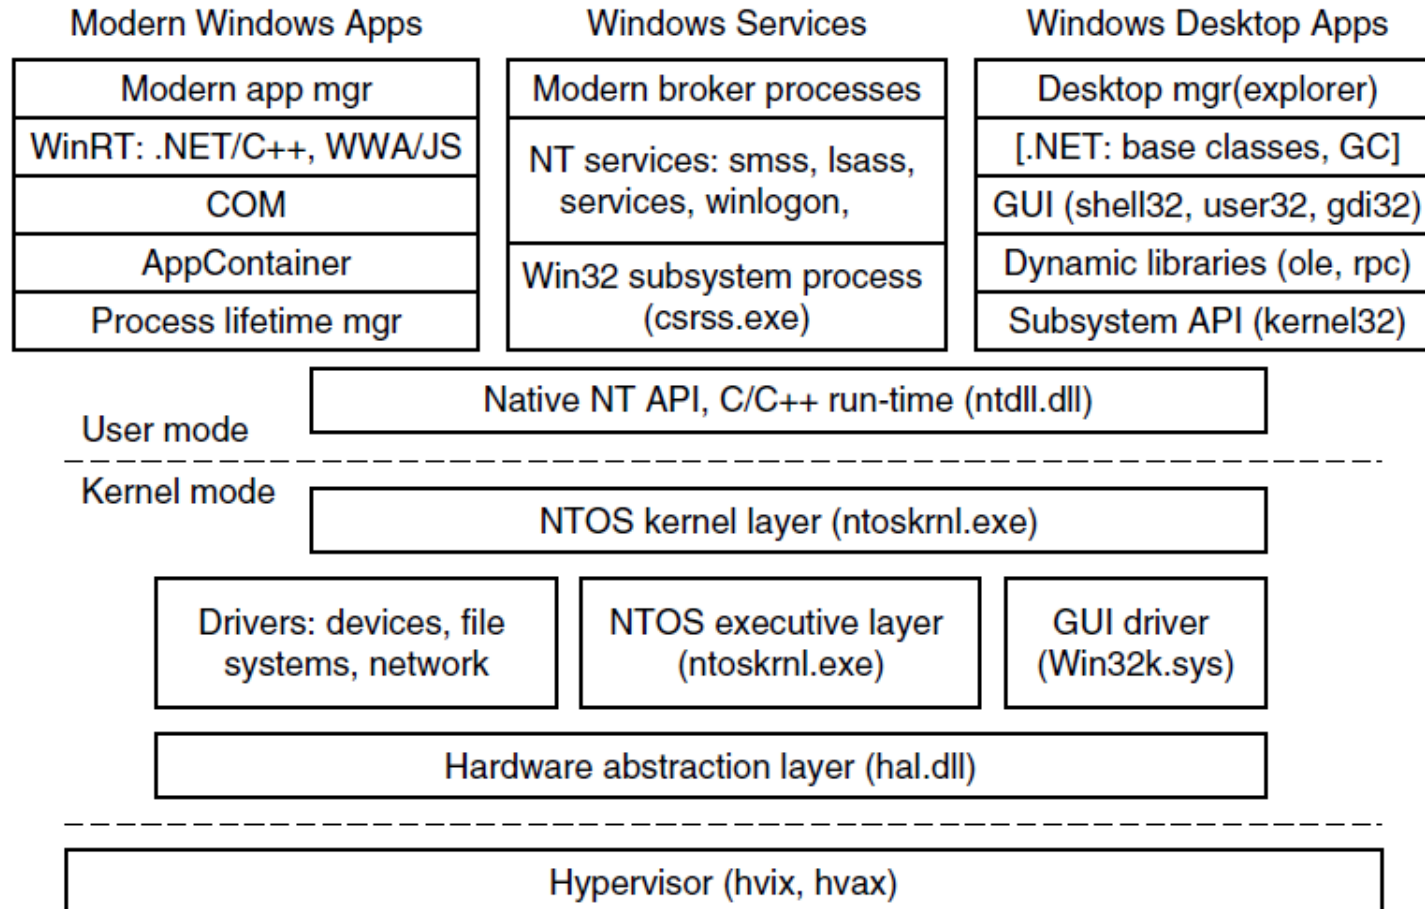 Modern Windows Apps
Windows Services
Windows Desktop Apps
Modern app mgr
WinRT: .NET/C++, WWA/JS
COM
AppContainer
Process lifetime mgr
Modern broker processes
NT services: smss, lsass,
services, winlogon,
Win32 subsystem process
(csrss.exe)
Desktop mgr(explorer)
[.NET: base classes, GC]
GUI (shell32, user32, gdi32)
Dynamic libraries (ole, rpc)
Subsystem API (kernel32)
Native NT API, C/C++ run-time (ntdll.dll)
User mode
Kernel mode
NTOS kernel layer (ntoskrnl.exe)
Drivers: devices, file
systems, network
NTOS executive layer
(ntoskrnl.exe)
GUI driver
(Win32k.sys)
Hardware abstraction layer (hal.dll)
Hypervisor (hvix, hvax)